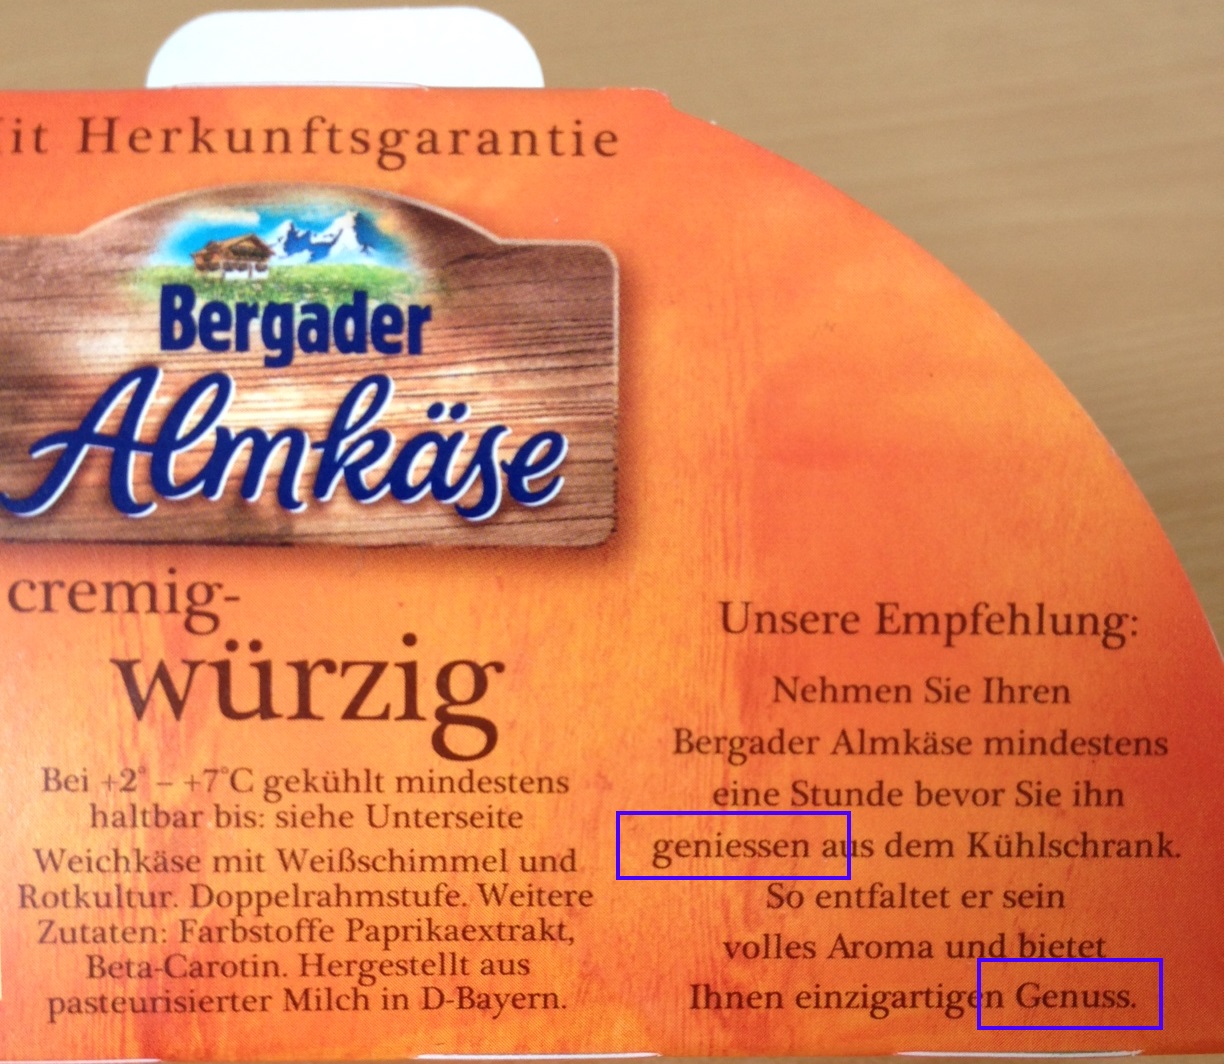 it Herkunftsgarantie
Bergader
Almkäse
cremig-
würzig
Bei +2° – +7°C gekühlt mindestens
haltbar bis: siehe Unterseite
Weichkäse mit Weißschimmel und
Rotkultur. Doppelrahmstufe. Weitere
Zutaten: Farbstoffe Paprikaextrakt,
Beta-Carotin. Hergestellt aus
pasteurisierter Milch in D-Bayern.
Unsere Empfehlung:
Nehmen Sie Ihren
Bergader Almkäse mindestens
eine Stunde bevor Sie ihn
geniessen aus dem Kühlschrank.
So entfaltet er sein
volles Aroma und bietet
Ihnen einzigartigen Genuss.